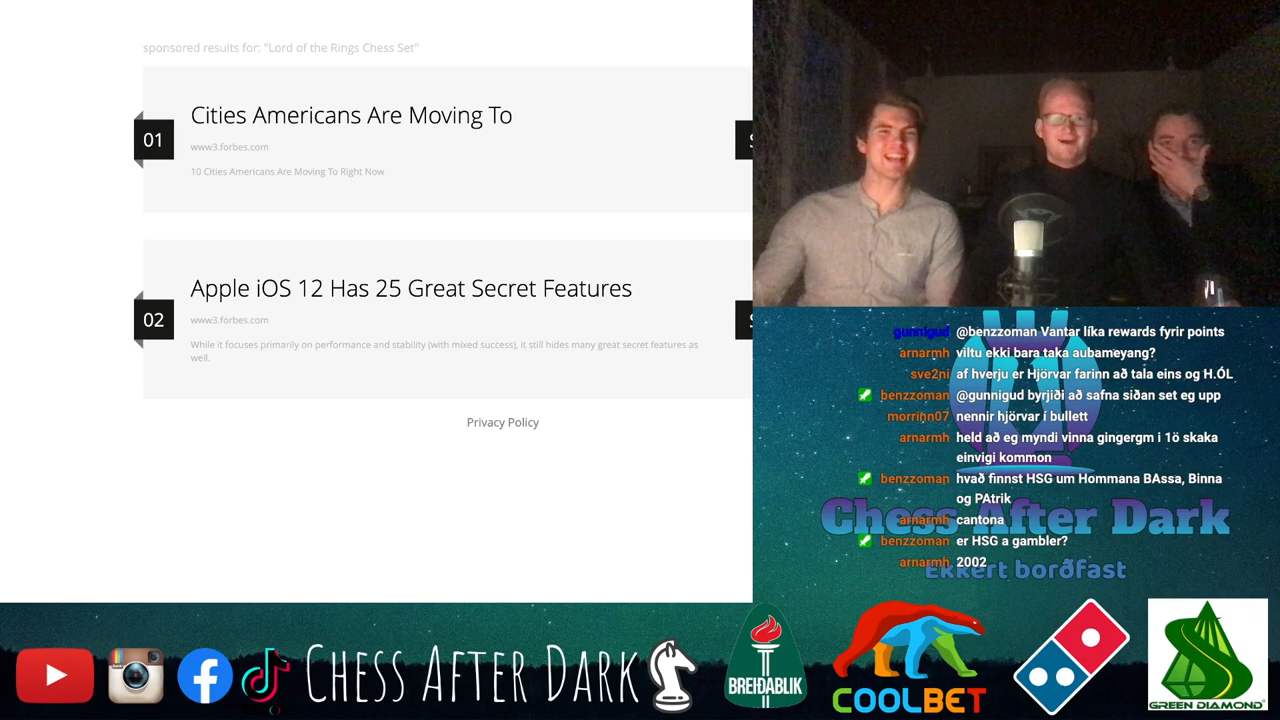 sponsored results for: "Lord of the Rings Chess Set"
01
Cities Americans Are Moving To
www3.forbes.com
10 Cities Americans Are Moving To Right Now
02
Apple iOS 12 Has 25 Great Secret Features
www3.forbes.com
While it focuses primarily on performance and stability (with mixed success), it still hides many great secret features as
well.
Privacy Policy
gunnigud @benzzoman Vantar líka rewards fyrir points
arnarmh viltu ekki bara taka aubameyang?
sve2ni af hverju er Hjörvar farinn að tala eins og H.ÓL
benzzoman @gunnigud byrjiði að safna síðan set eg upp
morrinn07 nennir hjörvar í bullett
arnarmh held að eg myndi vinna gingergm i 1ö skaka
einvigi kommon
benzzoman hvað finnst HSG um Hommana BAssa, Binna
og PAtrik
arnarmh cantona
benzzoman er HSG a gambler?
arnarmh 2002
Chess After Dark
Ekkert borðfast
CHESS AFTER DARK
BREIÐABLIK
COOLBET
GREEN DIAMOND